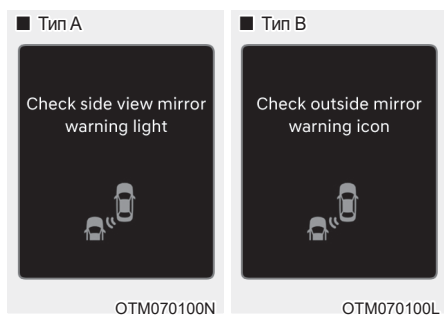 ■ Тип A
Check side view mirror
warning light
OTM070100N
■ Тип B
Check outside mirror
warning icon
OTM070100L